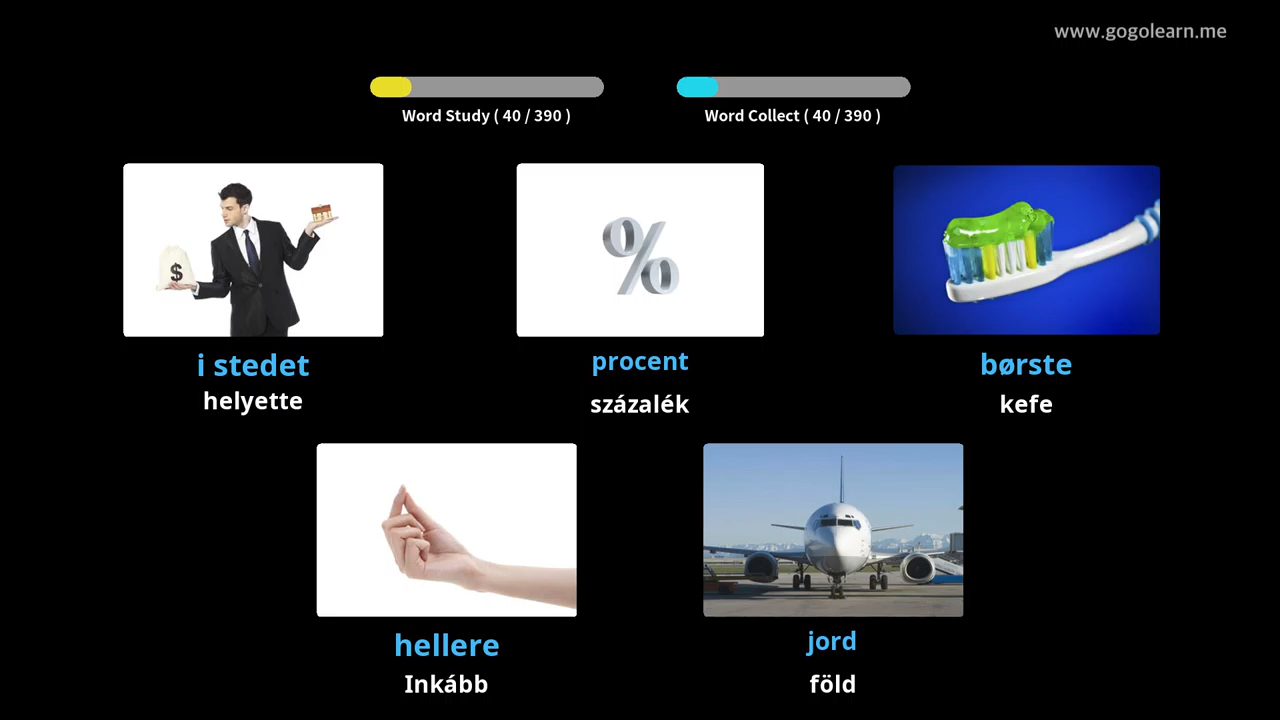 www.gogolearn.me
Word Study ( 40 / 390 )
Word Collect ( 40 / 390 )
$
%
i stedet
helyette
procent
százalék
børste
kefe
hellere
Inkább
jord
föld